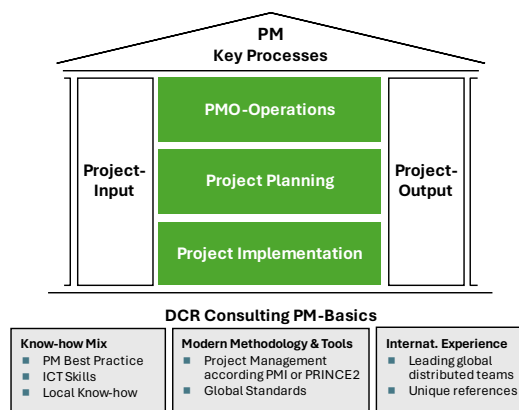 PM
Key Processes
PMO-Operations
Project-
Input
Project Planning
Project-
Output
Project Implementation
DCR Consulting PM-Basics
Know-how Mix
PM Best Practice
ICT Skills
Local Know-how
Modern Methodology & Tools
Project Management
according PMI or PRINCE2
Global Standards
Internat. Experience
Leading global
distributed teams
Unique references